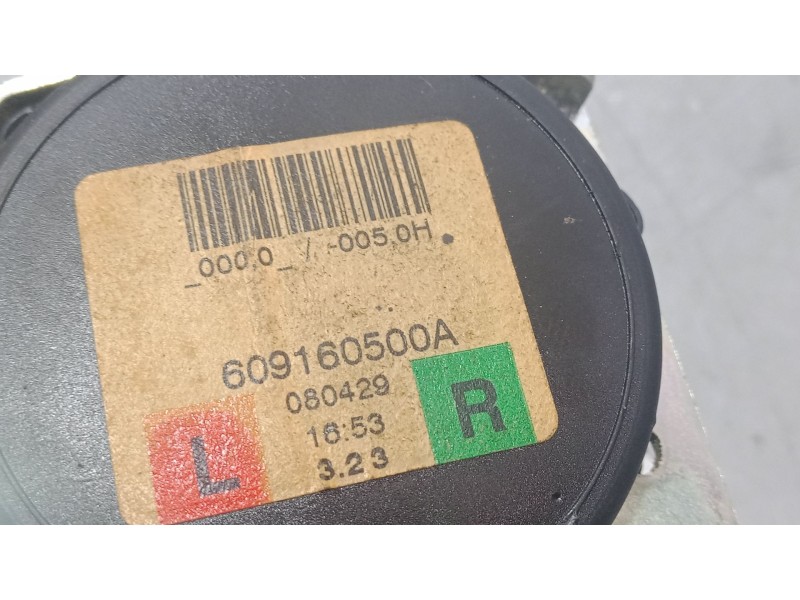 _000,0_ / -005,0H
609160500A
080429
R
16:53
L
3.23